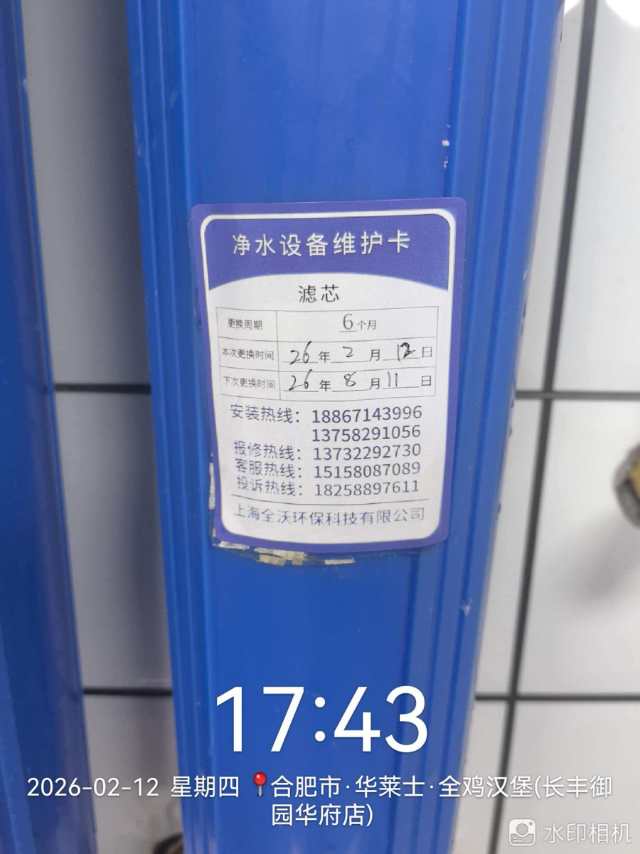 净水设备维护卡
滤芯
更换周期 6个月
本次更换时间 26年2月12日
下次更换时间 26年8月11日
安装热线：18867143996
13758291056
报修热线：13732292730
客服热线：15158087089
投诉热线：18258897611
上海全沃环保科技有限公司
17:43
2026-02-12 星期四 📍合肥市·华莱士·全鸡汉堡(长丰御
园华府店)
水印相机